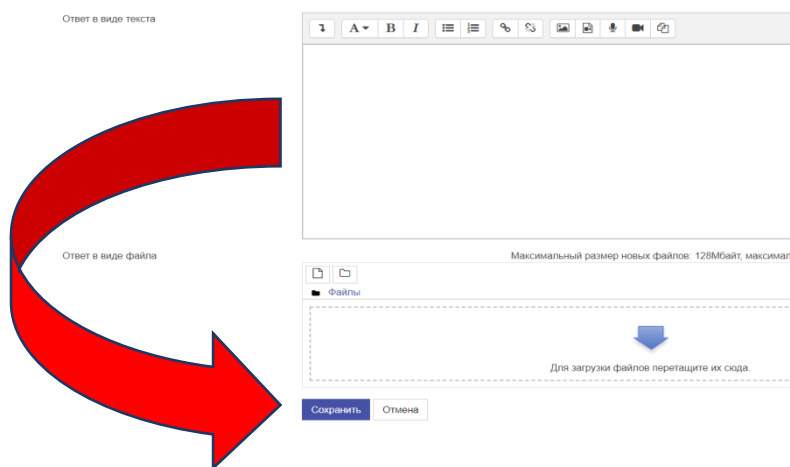 Ответ в виде текста
A B I
Ответ в виде файла
Максимальный размер новых файлов: 128Мбайт, максимал
Файлы
Для загрузки файлов перетащите их сюда.
Сохранить Отмена